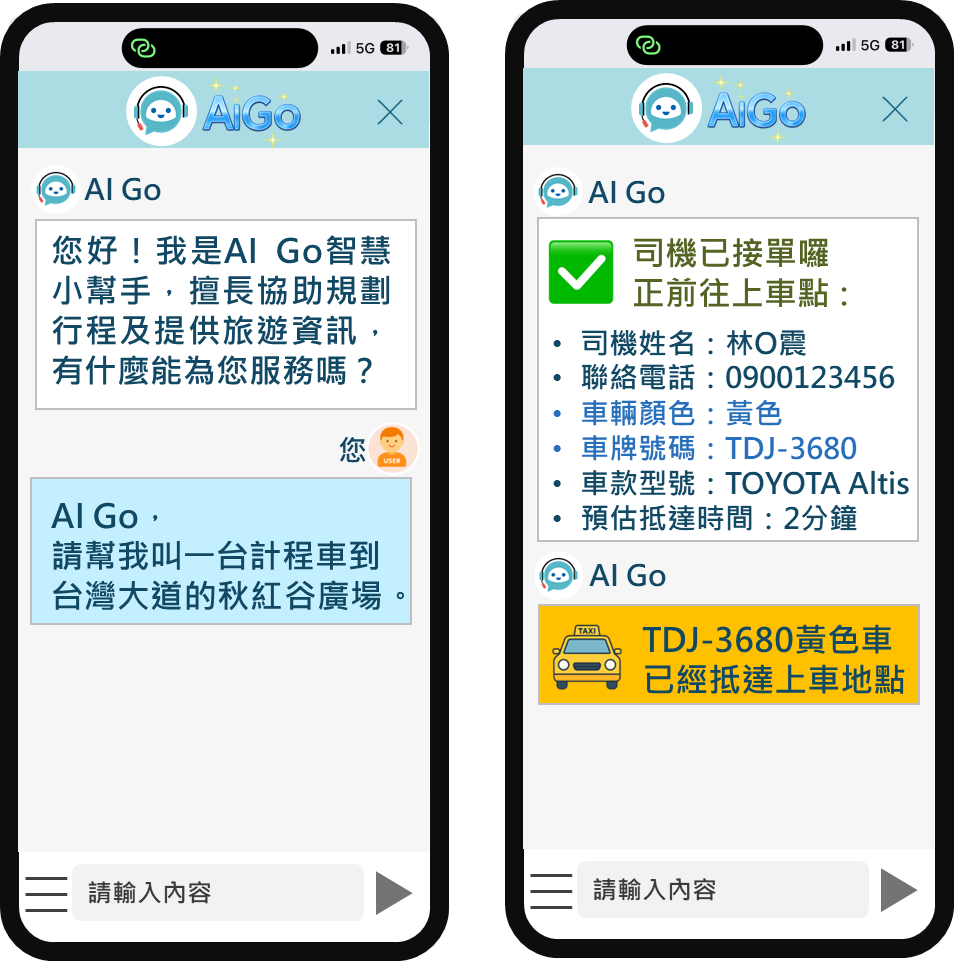 5G 81
AiGo
AI Go
您好！我是AI Go智慧
小幫手，擅長協助規劃
行程及提供旅遊資訊，
有什麼能為您服務嗎？
您
USER
AI Go，
請幫我叫一台計程車到
台灣大道的秋紅谷廣場。
請輸入內容
5G 81
AiGo
AI Go
司機已接單囉
正前往上車點：
• 司機姓名：林O震
• 聯絡電話：0900123456
• 車輛顏色：黃色
• 車牌號碼：TDJ-3680
• 車款型號：TOYOTA Altis
• 預估抵達時間：2分鐘
AI Go
TAXI
TDJ-3680黃色車
已經抵達上車地點
請輸入內容